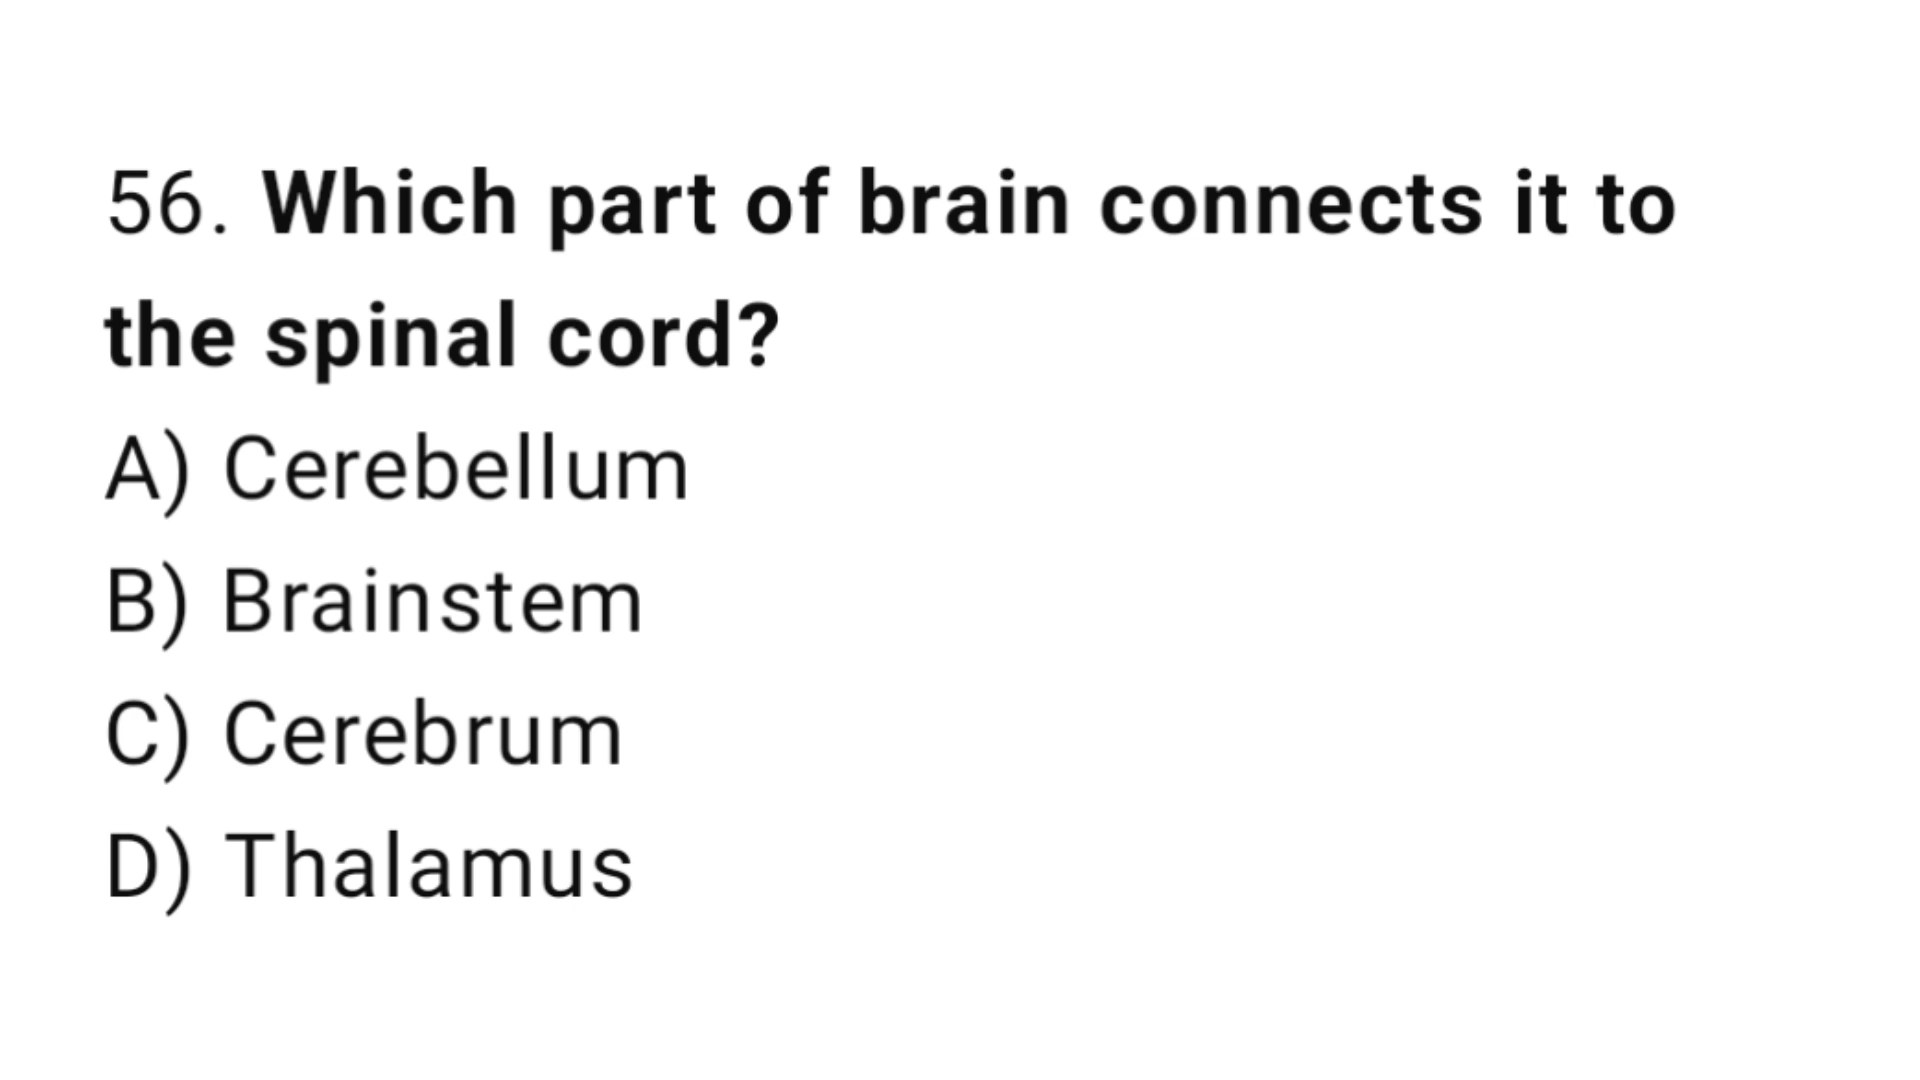 56. Which part of brain connects it to
the spinal cord?
A) Cerebellum
B) Brainstem
C) Cerebrum
D) Thalamus